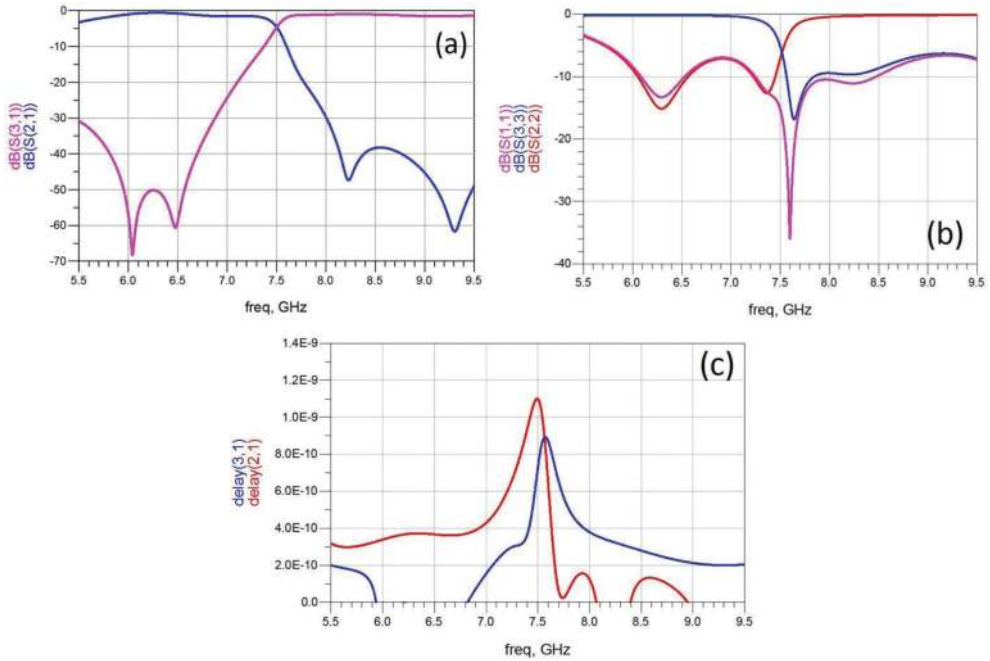 0
-10
-20
-30
-40
-50
-60
-70
dB(S(3,1))
dB(S(2,1))
5.5 6.0 6.5 7.0 7.5 8.0 8.5 9.0 9.5
freq, GHz
(a)
0
-10
-20
-30
-40
dB(S(1,1))
dB(S(3,3))
dB(S(2,2))
5.5 6.0 6.5 7.0 7.5 8.0 8.5 9.0 9.5
freq, GHz
(b)
1.4E-9
1.2E-9
1.0E-9
8.0E-10
6.0E-10
4.0E-10
2.0E-10
0.0
delay(3,1)
delay(2,1)
5.5 6.0 6.5 7.0 7.5 8.0 8.5 9.0 9.5
freq, GHz
(c)